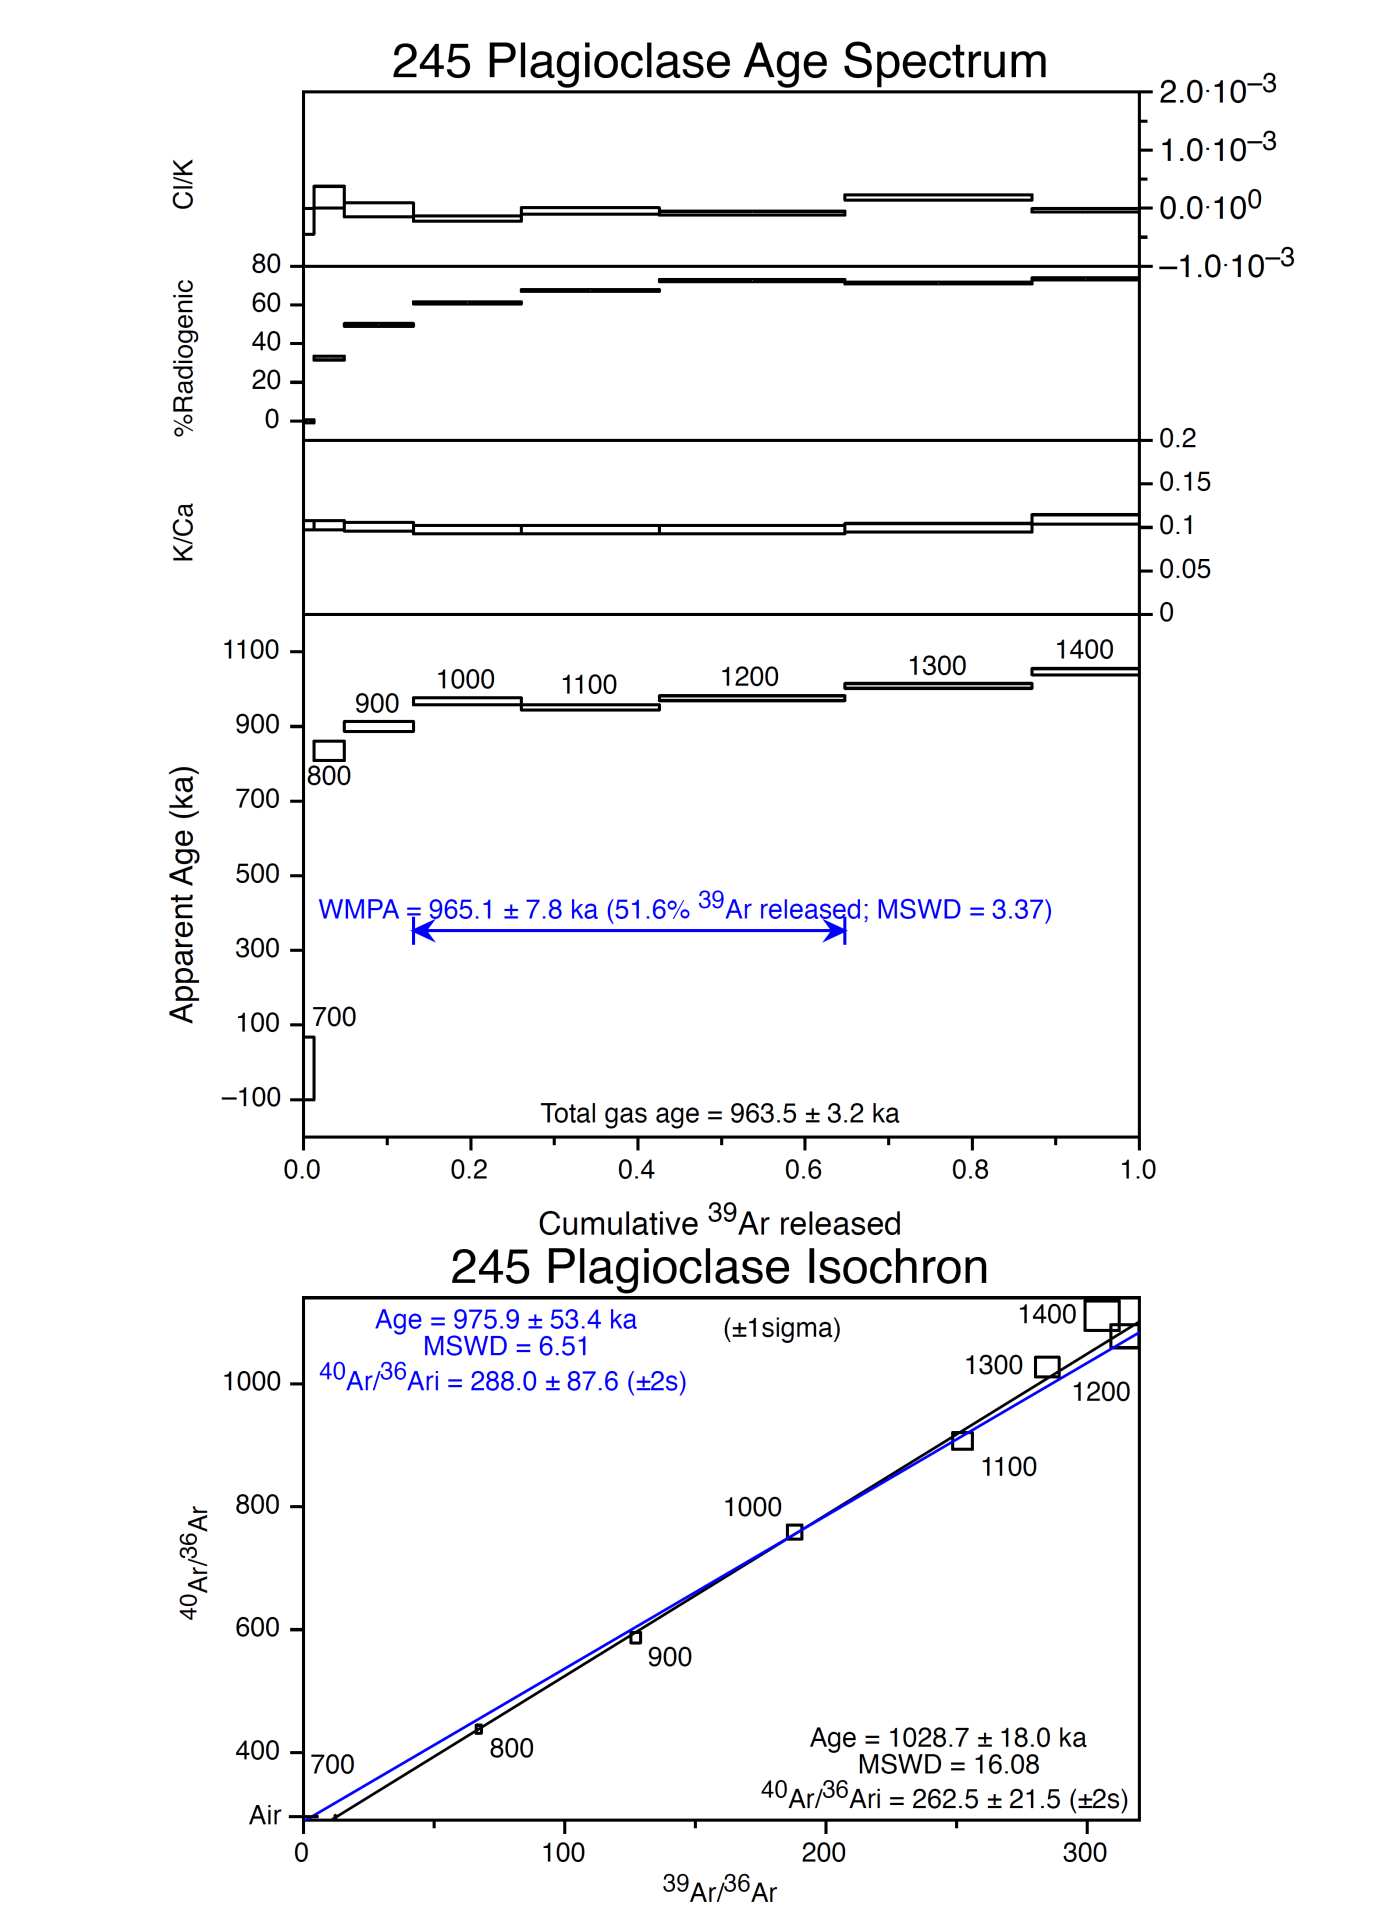 245 Plagioclase Age Spectrum
Cl/K
2.0·10⁻³
1.0·10⁻³
0.0·10⁰
–1.0·10⁻³
%Radiogenic
80
60
40
20
0
K/Ca
0.2
0.15
0.1
0.05
0
Apparent Age (ka)
1100
900
700
500
300
100
–100
700
800
900
1000
1100
1200
1300
1400
WMPA = 965.1 ± 7.8 ka (51.6% ³⁹Ar released; MSWD = 3.37)
Total gas age = 963.5 ± 3.2 ka
0.0 0.2 0.4 0.6 0.8 1.0
Cumulative ³⁹Ar released
245 Plagioclase Isochron
Age = 975.9 ± 53.4 ka
MSWD = 6.51
⁴⁰Ar/³⁶Ari = 288.0 ± 87.6 (±2s)
(±1sigma)
1400
1300
1200
1100
1000
900
800
700
⁴⁰Ar/³⁶Ar
1000
800
600
400
Air
Age = 1028.7 ± 18.0 ka
MSWD = 16.08
⁴⁰Ar/³⁶Ari = 262.5 ± 21.5 (±2s)
0 100 200 300
³⁹Ar/³⁶Ar